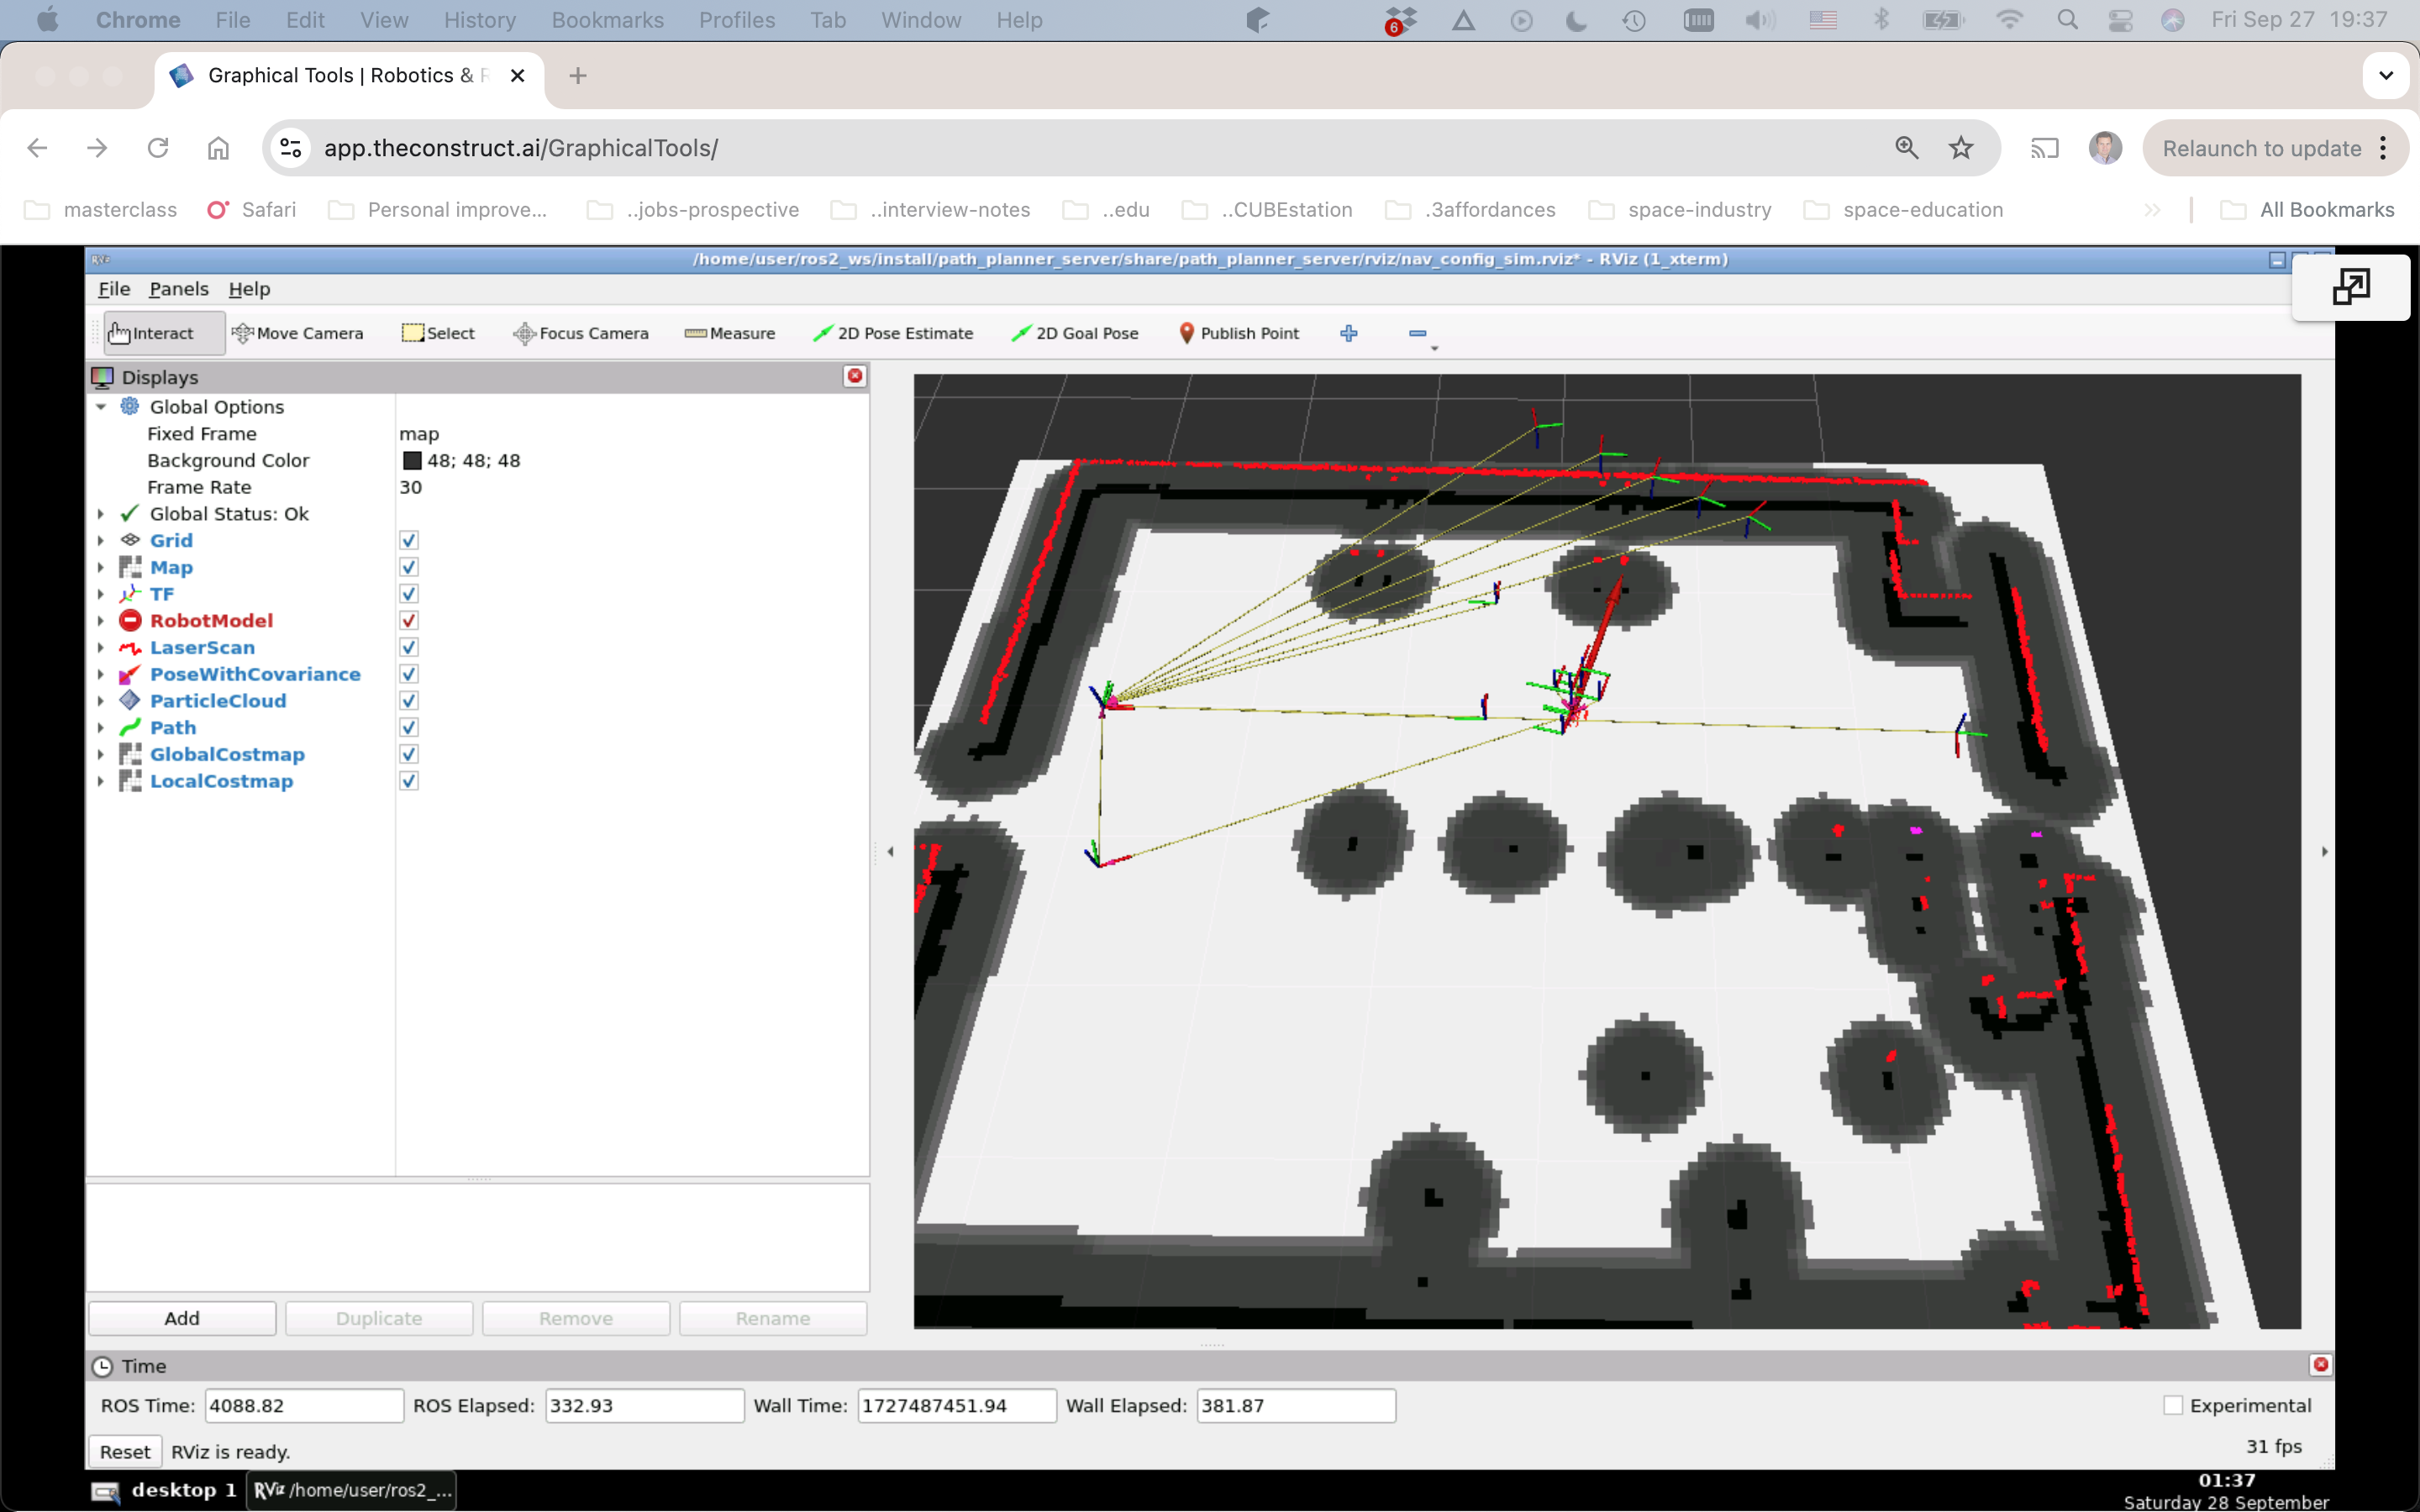 Chrome File Edit View History Bookmarks Profiles Tab Window Help 6 Fri Sep 27 19:37
Graphical Tools | Robotics & R
app.theconstruct.ai/GraphicalTools/ Relaunch to update
masterclass Safari Personal improve... ..jobs-prospective ..interview-notes ..edu ..CUBEstation .3affordances space-industry space-education All Bookmarks
RViz /home/user/ros2_ws/install/path_planner_server/share/path_planner_server/rviz/nav_config_sim.rviz* - RViz (1_xterm)
File Panels Help
Interact Move Camera Select Focus Camera Measure 2D Pose Estimate 2D Goal Pose Publish Point
Displays
Global Options
Fixed Frame map
Background Color 48; 48; 48
Frame Rate 30
Global Status: Ok
Grid
Map
TF
RobotModel
LaserScan
PoseWithCovariance
ParticleCloud
Path
GlobalCostmap
LocalCostmap
Add Duplicate Remove Rename
Time
ROS Time: 4088.82 ROS Elapsed: 332.93 Wall Time: 1727487451.94 Wall Elapsed: 381.87 Experimental
Reset RViz is ready. 31 fps
desktop 1 RViz /home/user/ros2_... 01:37
Saturday 28 September